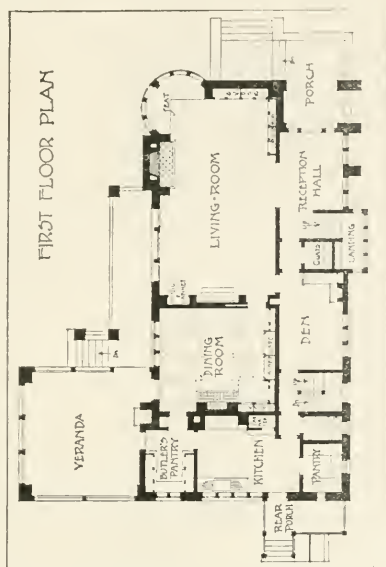 FIRST FLOOR PLAN
PORCH
SEAT
LIVING-ROOM
RECEPTION
HALL
UP
LANDING
DINING
ROOM
DEN
VERANDA
BUTLER'S
PANTRY
KITCHEN
PANTRY
REAR
PORCH